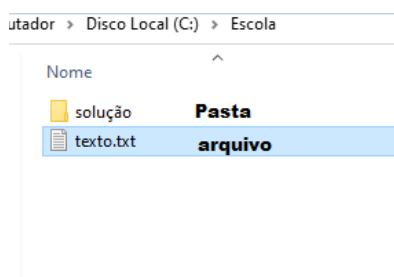 utador > Disco Local (C:) > Escola
Nome
solução Pasta
texto.txt arquivo